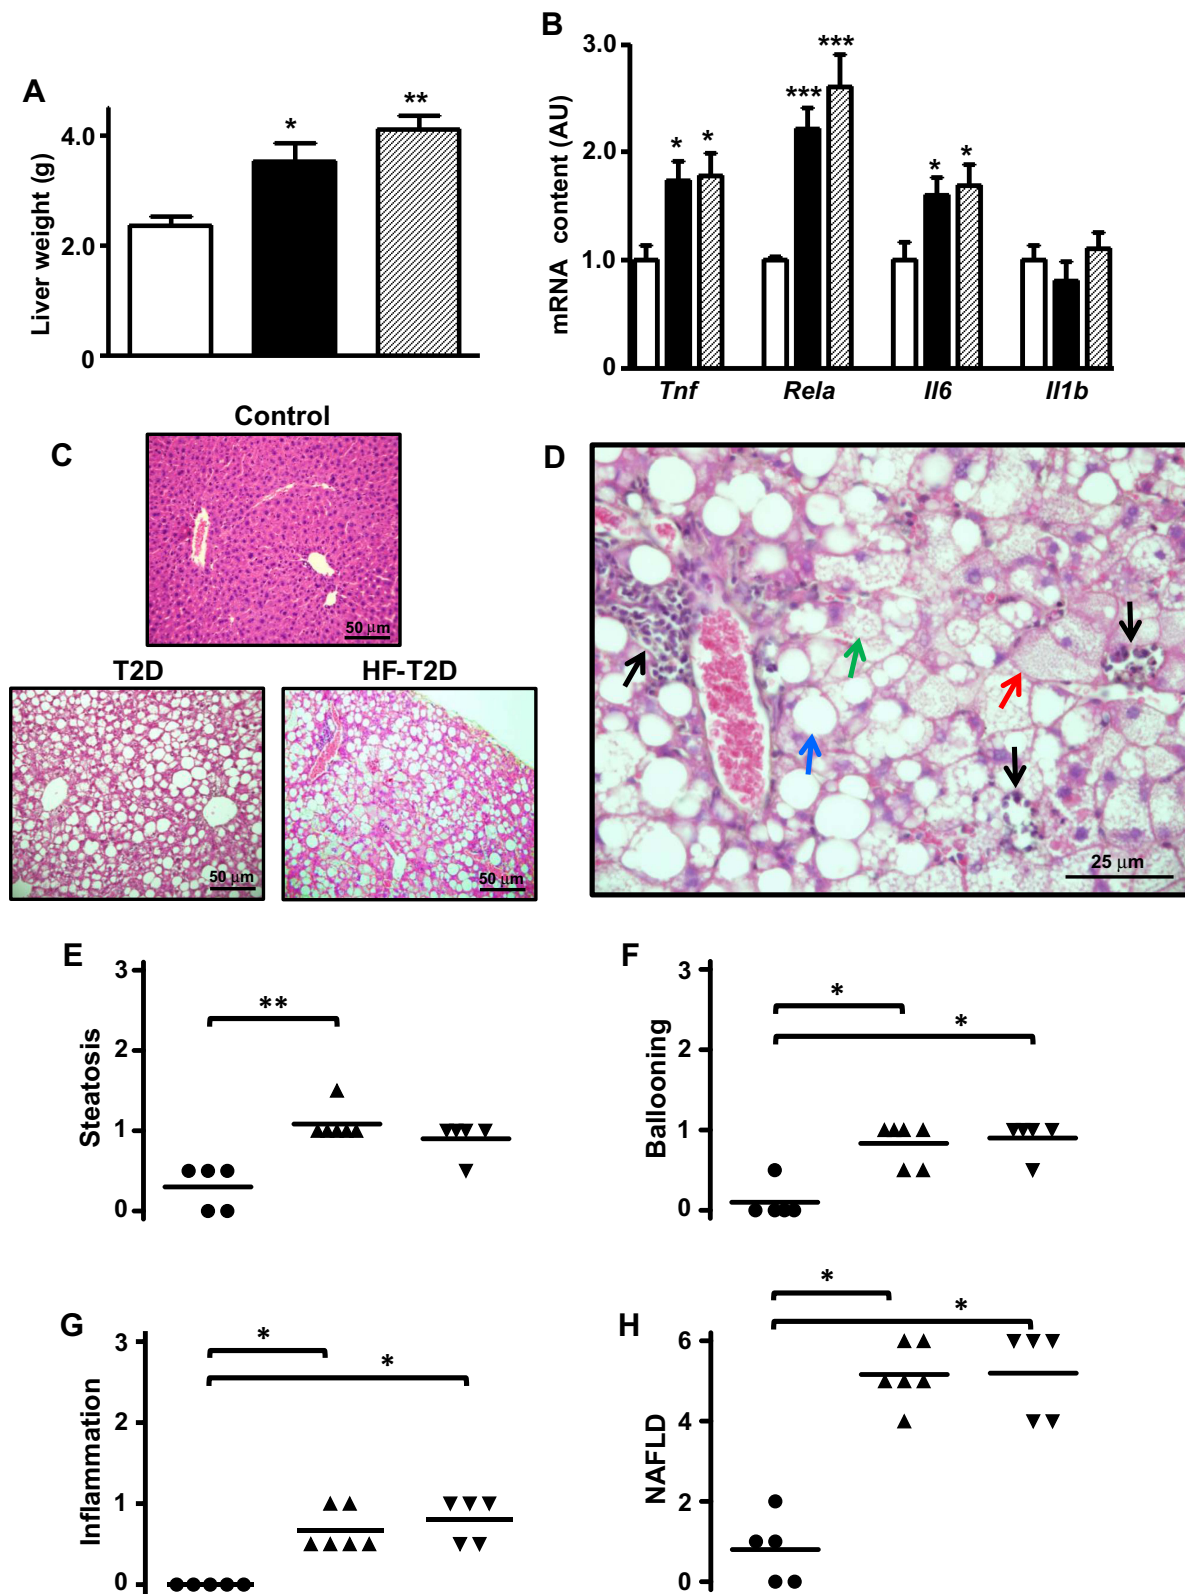 A
Liver weight (g)
4.0
2.0
0
*
**
B
mRNA content (AU)
3.0
2.0
1.0
0
*
*
***
***
*
*
Tnf
Rela
Il6
Il1b
C
Control
50 µm
T2D
50 µm
HF-T2D
50 µm
D
25 µm
E
Steatosis
3
2
1
0
**
F
Ballooning
3
2
1
0
*
*
G
Inflammation
3
2
1
0
*
*
H
NAFLD
6
4
2
0
*
*